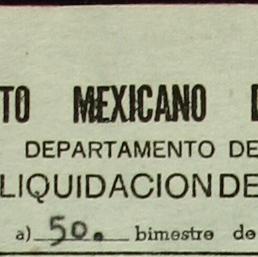 TO MEXICANO D
DEPARTAMENTO DE
LIQUIDACION DE
a) 50. bimestre de